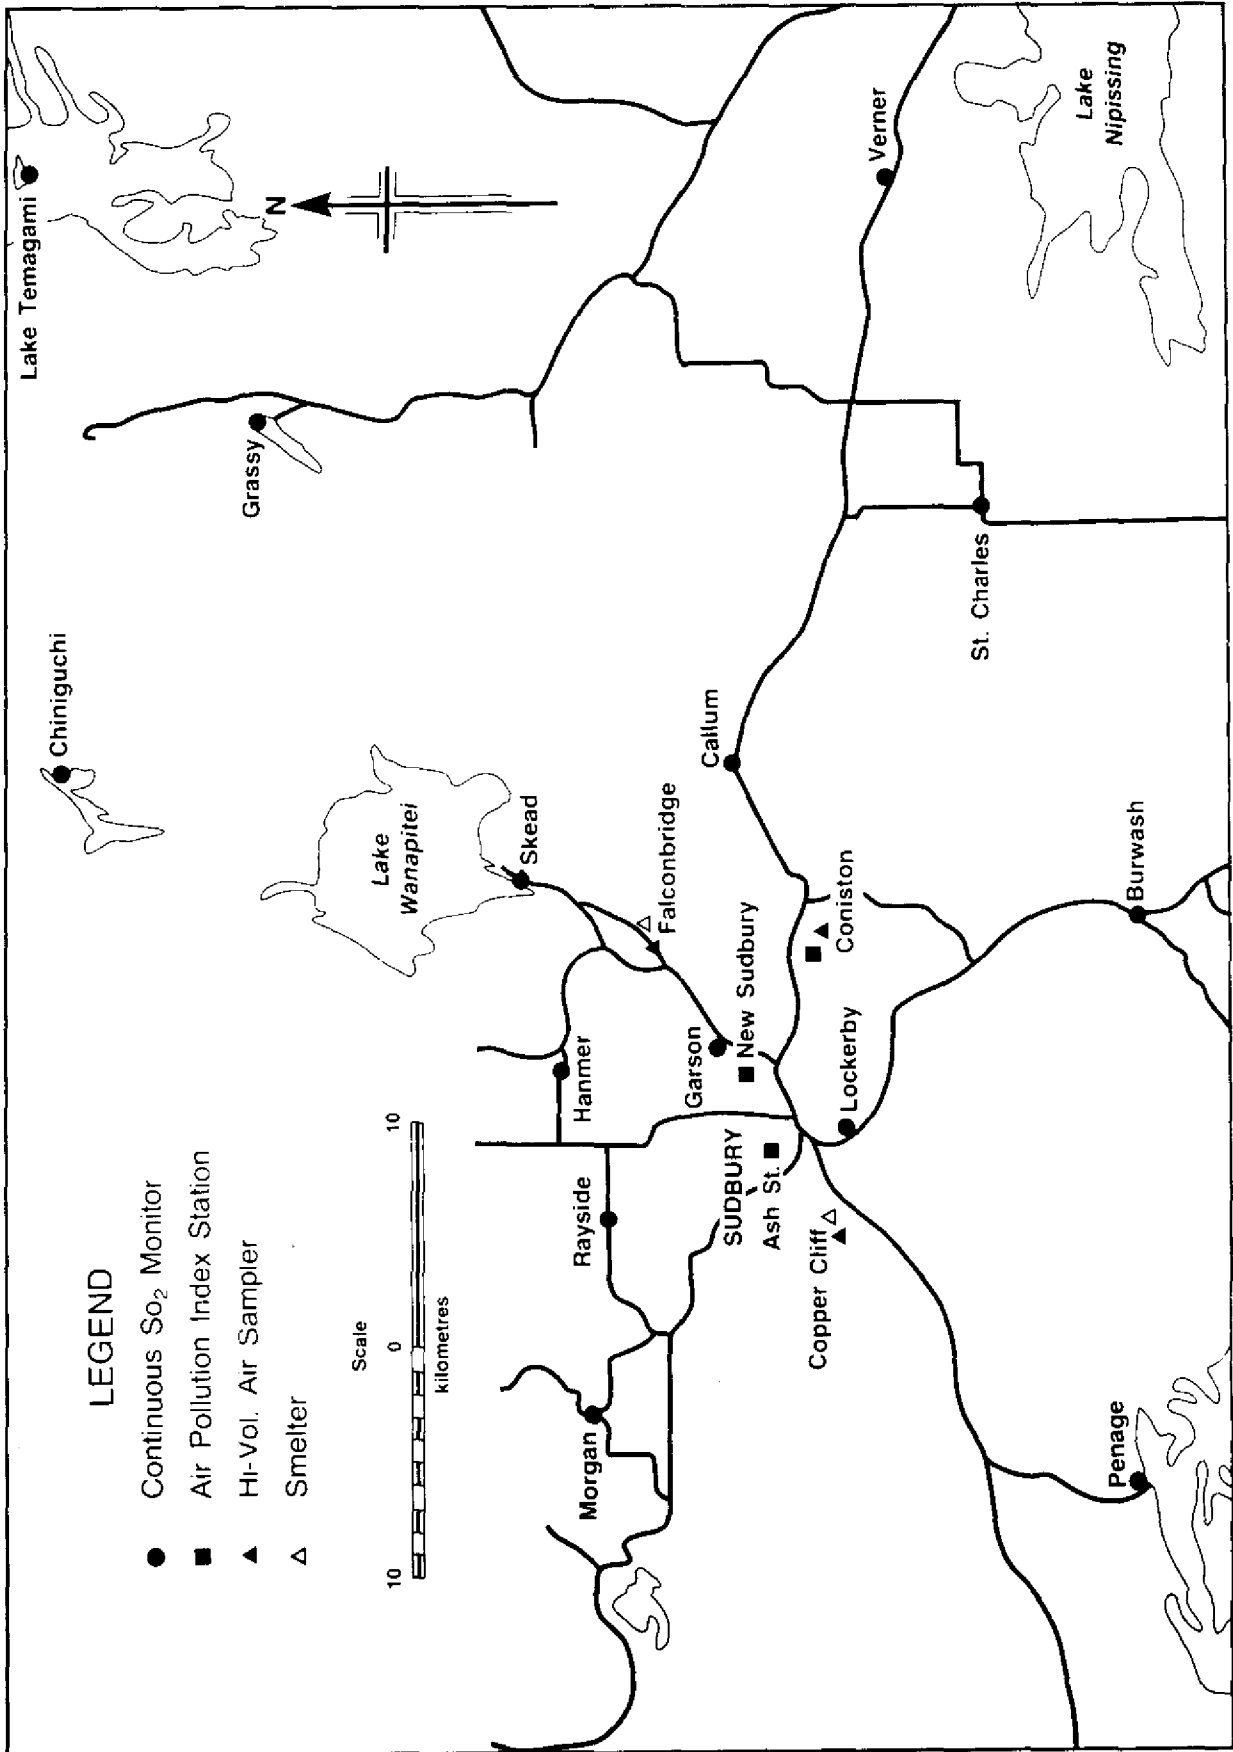 LEGEND
Continuous So₂ Monitor
Air Pollution Index Station
Hi-Vol. Air Sampler
Smelter
Scale
10 0 10
kilometres
N
Lake Temagami
Chiniguchi
Grassy
Lake
Wanapitei
Skead
Falconbridge
Hanmer
Rayside
Morgan
Garson
New Sudbury
SUDBURY
Ash St.
Copper Cliff
Lockerby
Coniston
Callum
Verner
Lake
Nipissing
St. Charles
Burwash
Penage